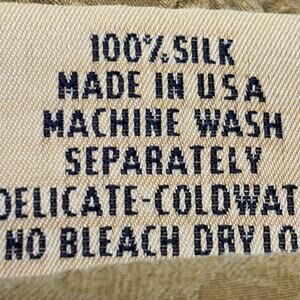 100% SILK
MADE IN USA
MACHINE WASH
SEPARATELY
DELICATE-COLDWAT
NO BLEACH DRY